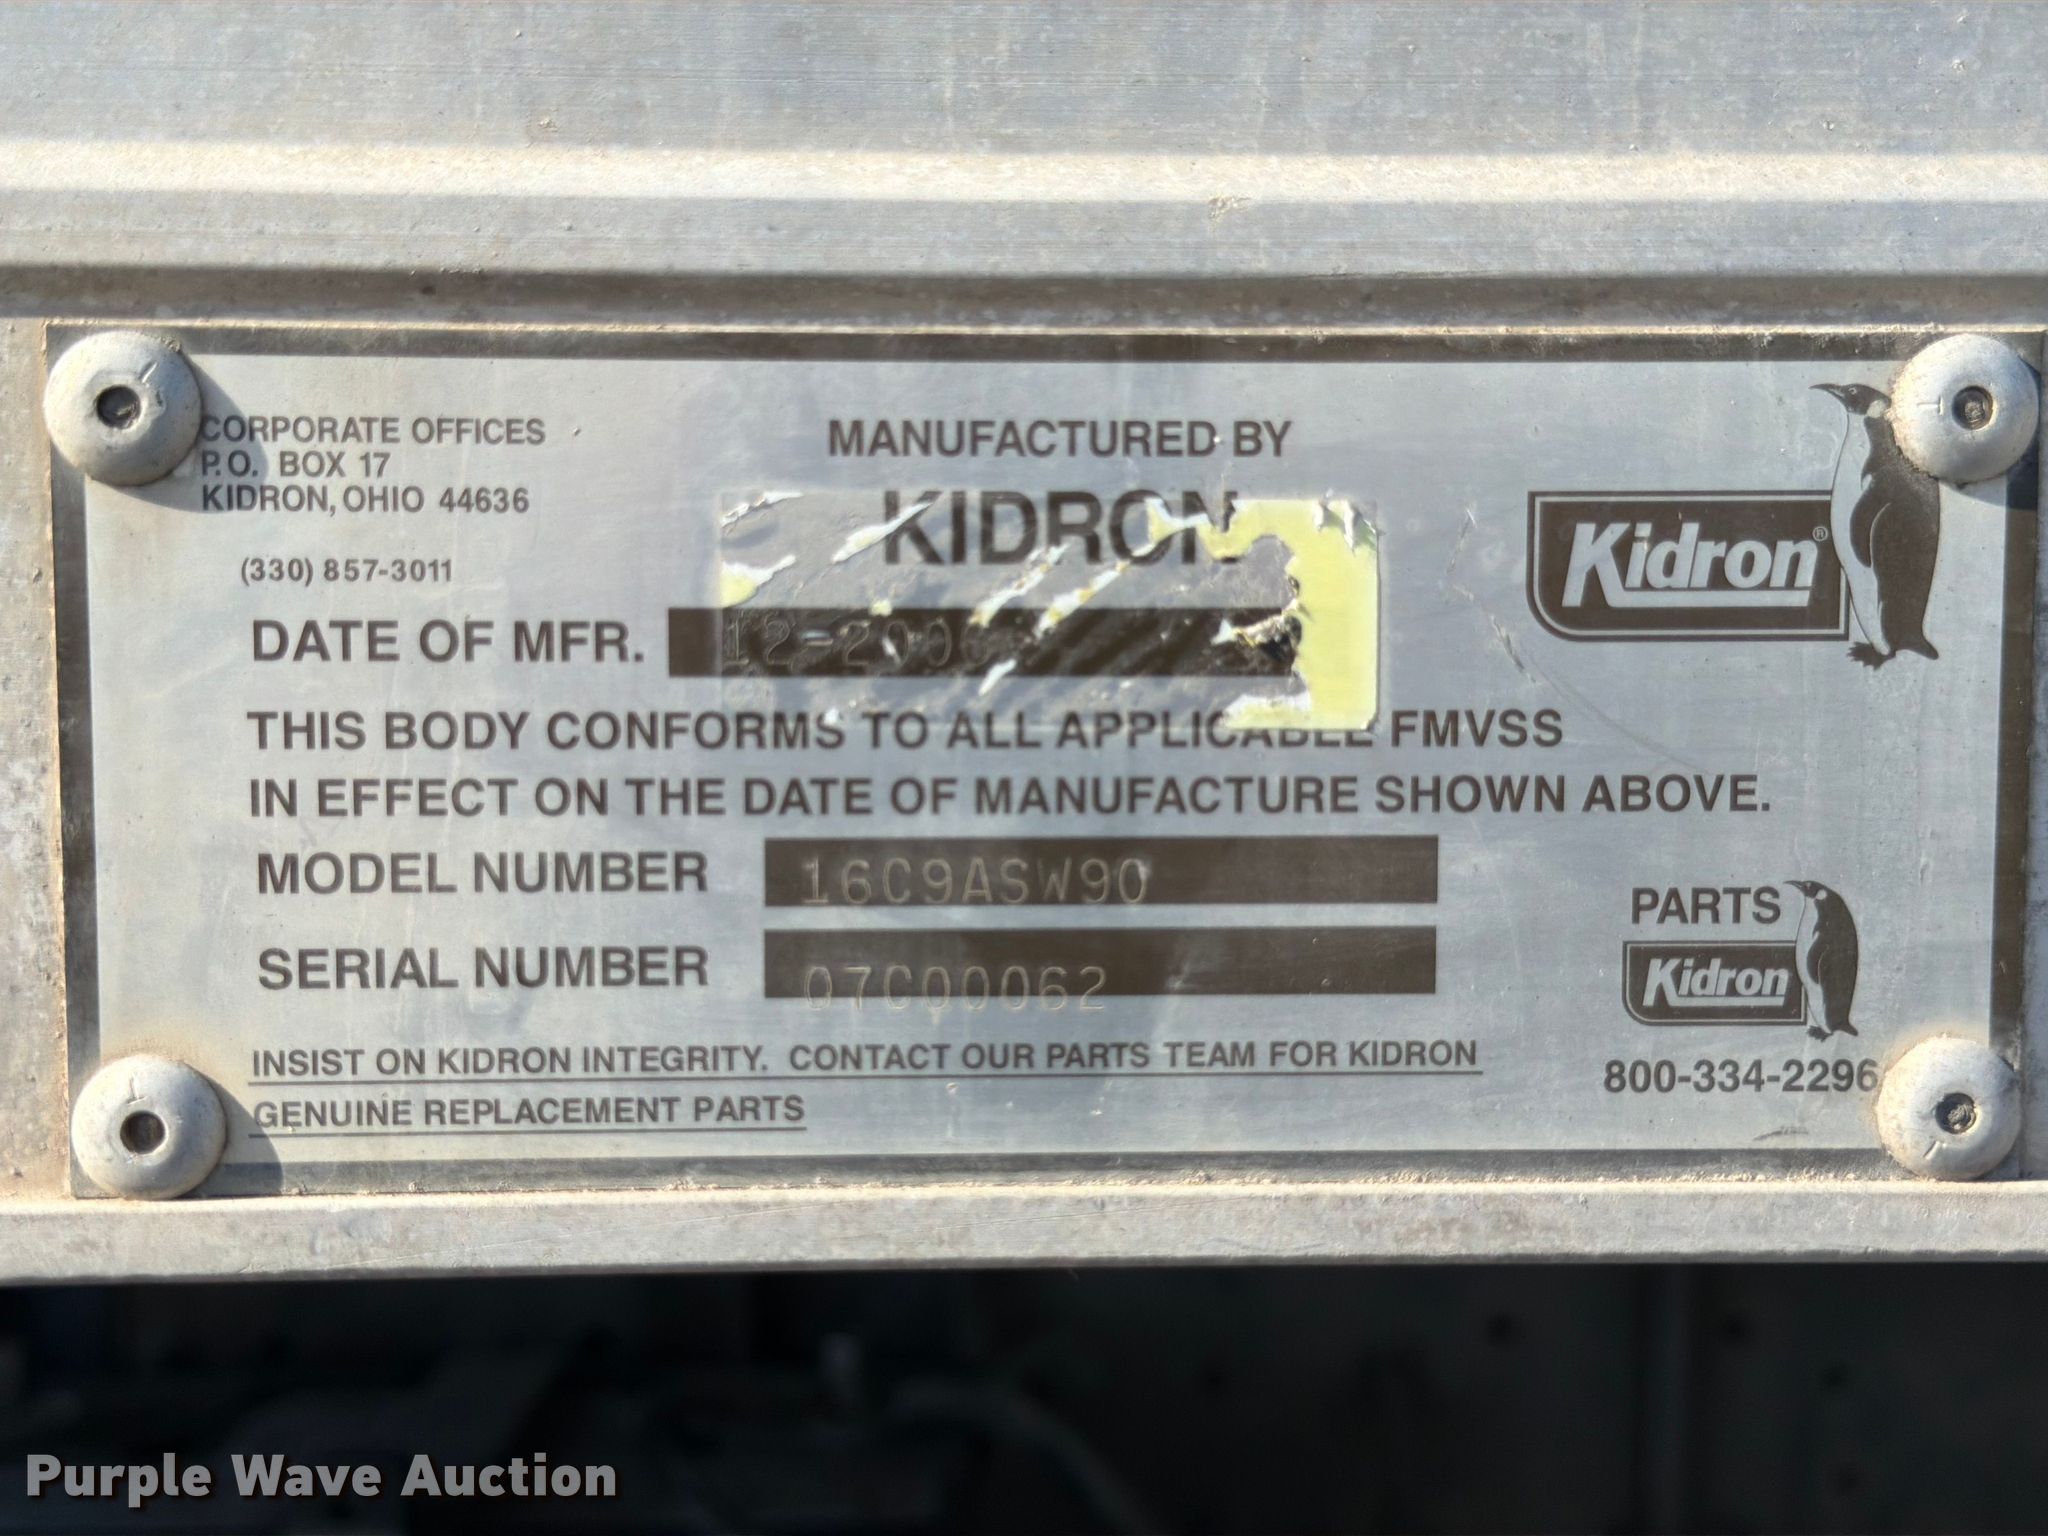 CORPORATE OFFICES
P.O. BOX 17
KIDRON, OHIO 44636
(330) 857-3011
MANUFACTURED BY
KIDRON
Kidron®
DATE OF MFR. 12-2006
THIS BODY CONFORMS TO ALL APPLICABLE FMVSS
IN EFFECT ON THE DATE OF MANUFACTURE SHOWN ABOVE.
MODEL NUMBER 16C9ASW90
SERIAL NUMBER 07C00062
PARTS
Kidron
800-334-2296
INSIST ON KIDRON INTEGRITY. CONTACT OUR PARTS TEAM FOR KIDRON
GENUINE REPLACEMENT PARTS
Purple Wave Auction